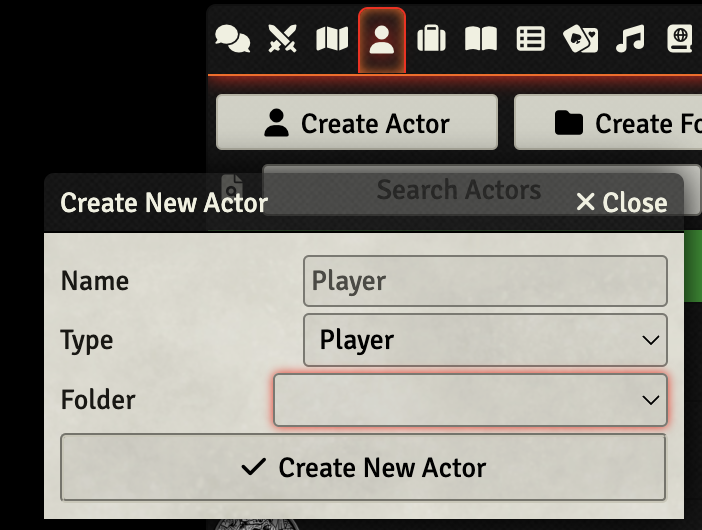 Create Actor
Create Fo
Search Actors
Create New Actor
Close
Name
Player
Type
Player
Folder
Create New Actor